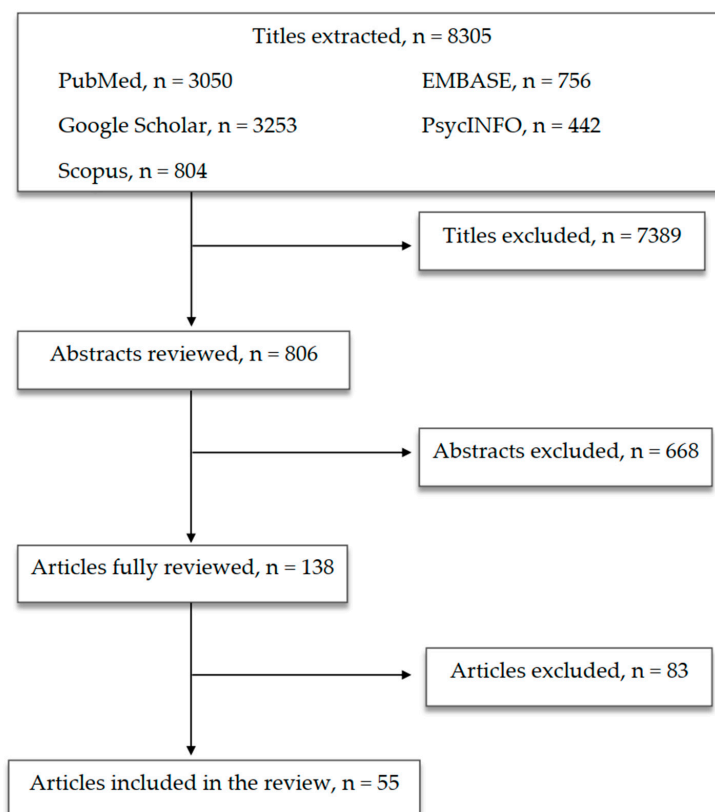 Titles extracted, n = 8305
PubMed, n = 3050
EMBASE, n = 756
Google Scholar, n = 3253
PsycINFO, n = 442
Scopus, n = 804
Titles excluded, n = 7389
Abstracts reviewed, n = 806
Abstracts excluded, n = 668
Articles fully reviewed, n = 138
Articles excluded, n = 83
Articles included in the review, n = 55